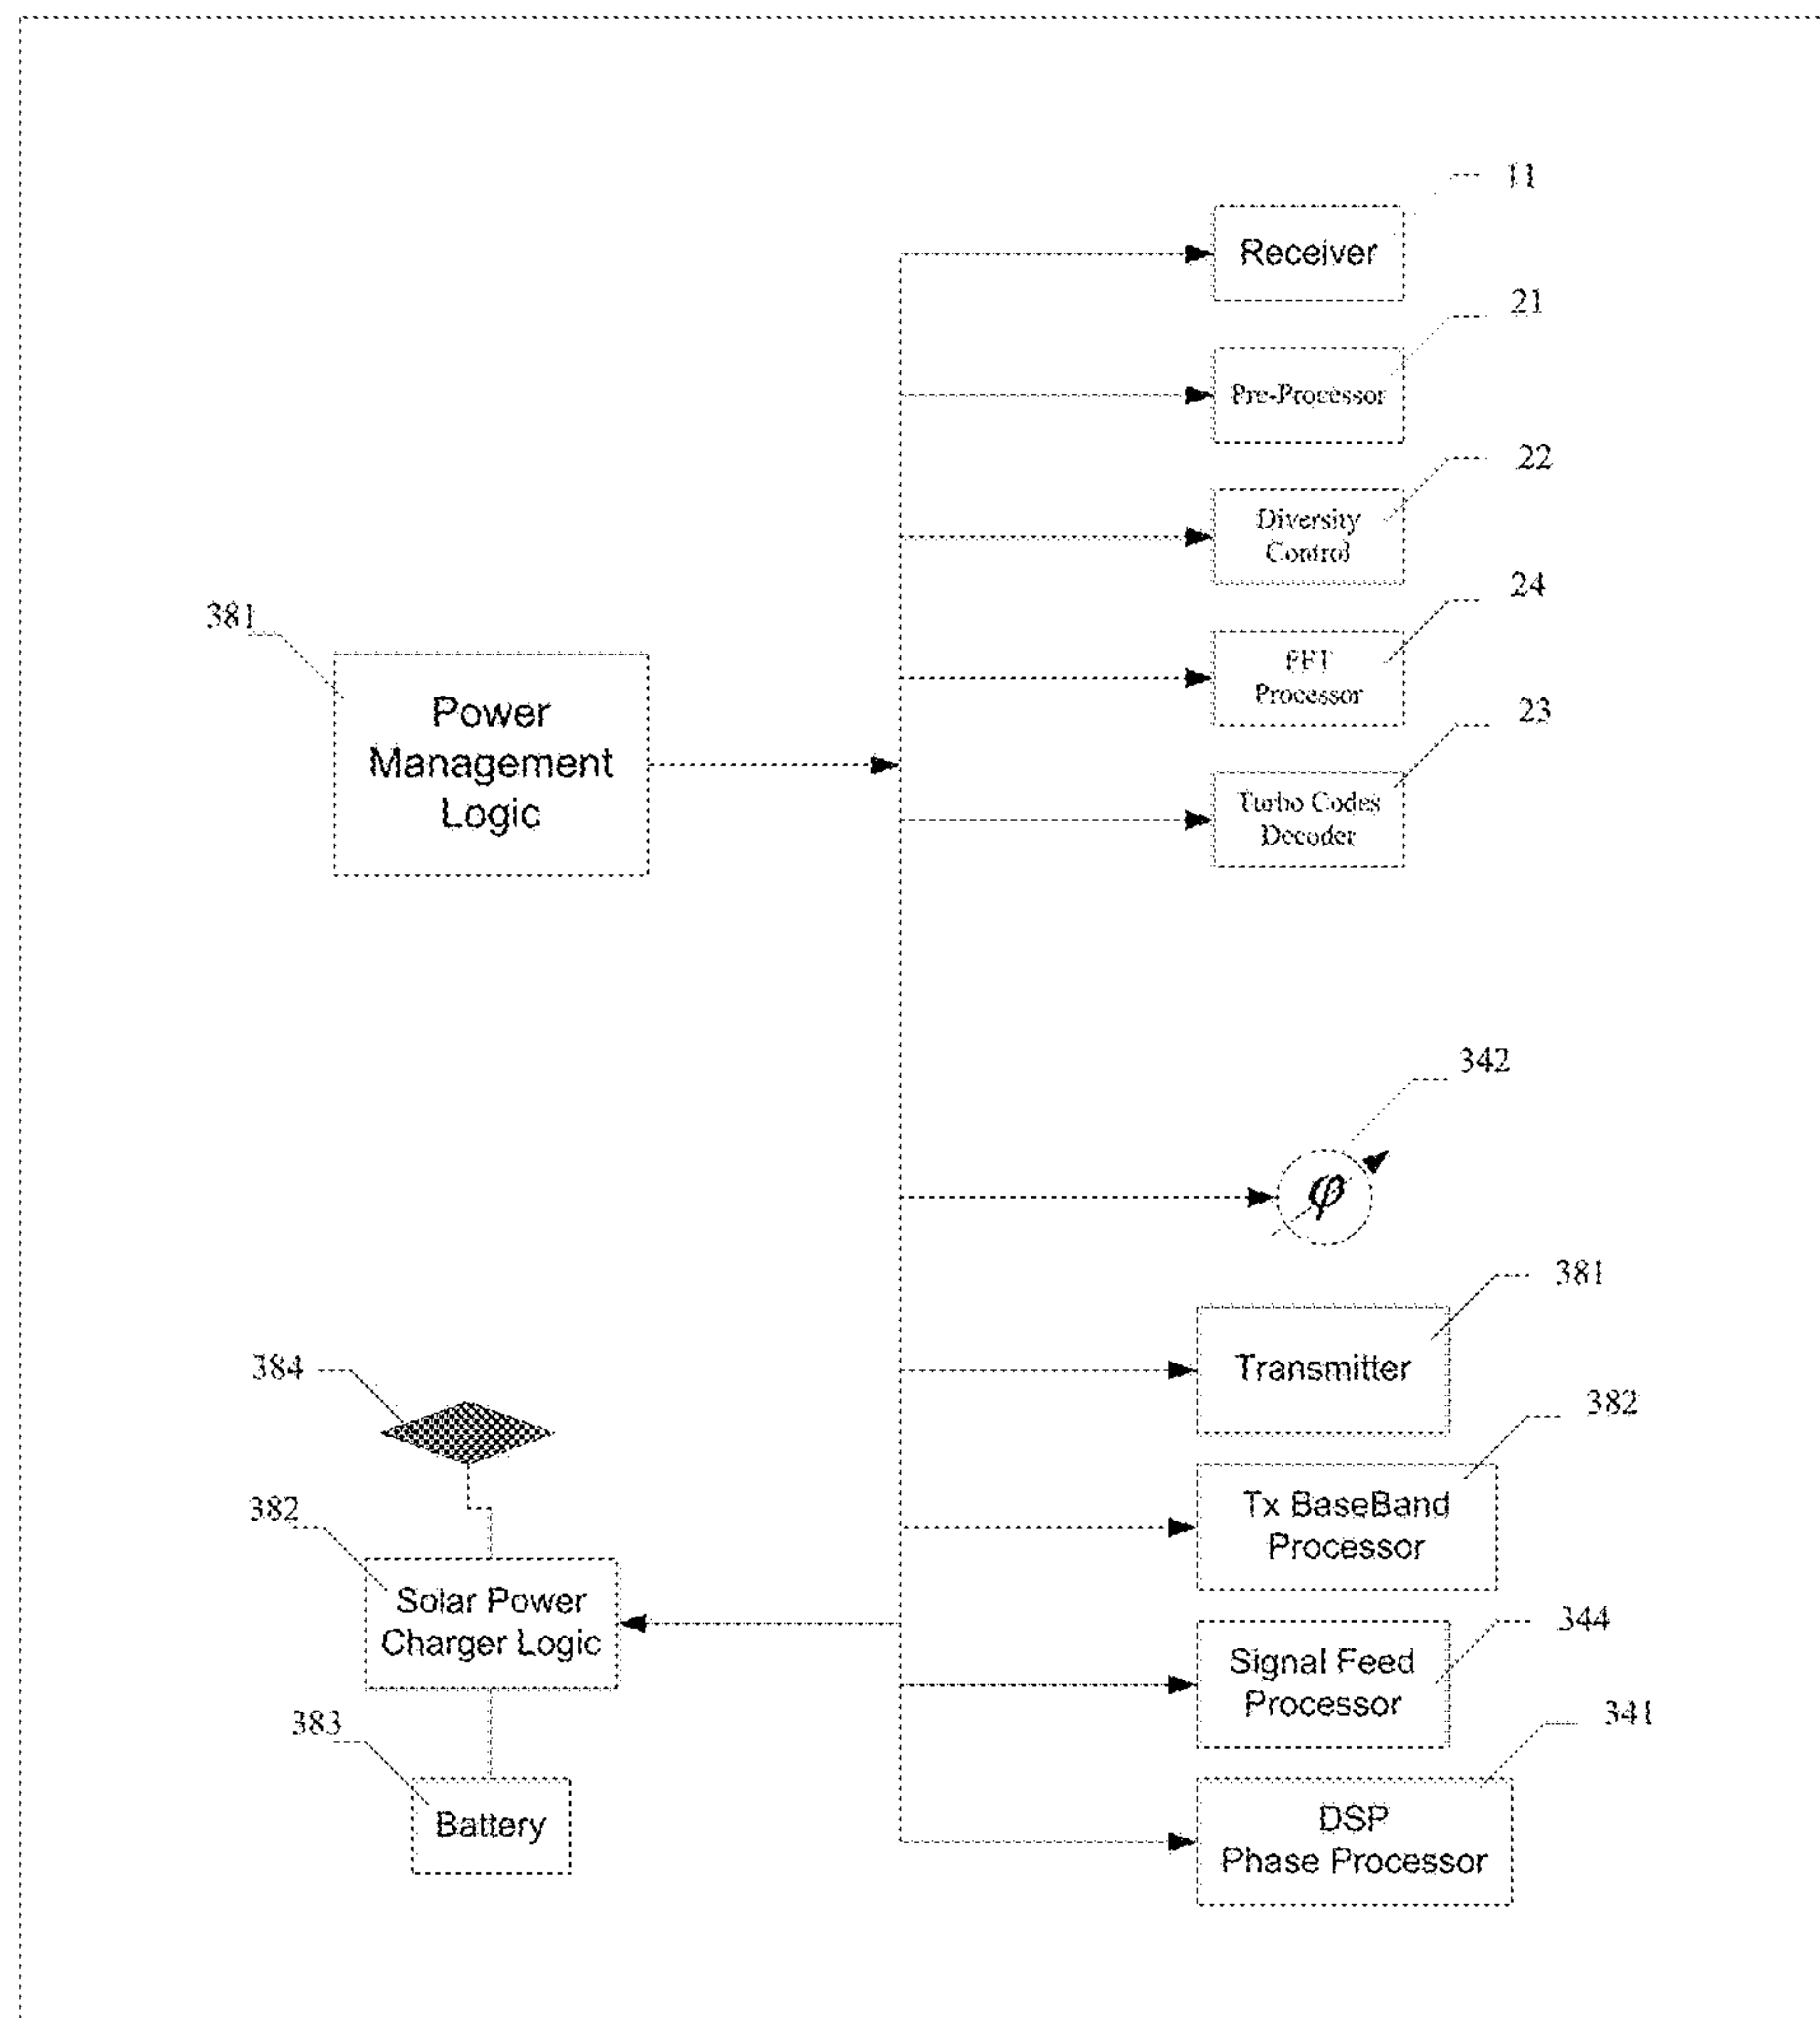 11
Receiver
21
Pre-Processor
22
Diversity
Control
24
FFT
Processor
23
Turbo Codes
Decoder
381
Power
Management
Logic
342
φ
381
Transmitter
382
Tx BaseBand
Processor
344
Signal Feed
Processor
341
DSP
Phase Processor
384
382
Solar Power
Charger Logic
383
Battery